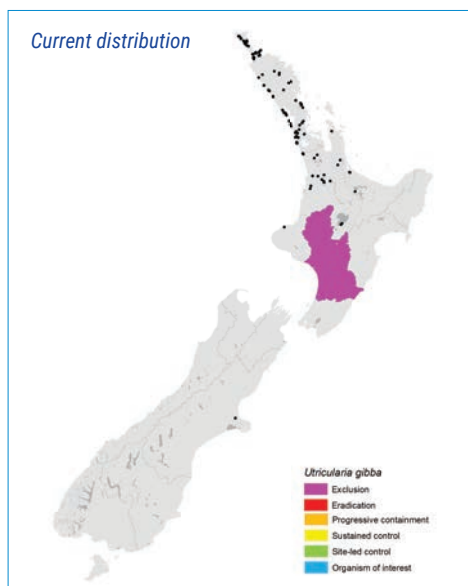 Current distribution
Utricularia gibba
Exclusion
Eradication
Progressive containment
Sustained control
Site-led control
Organism of interest